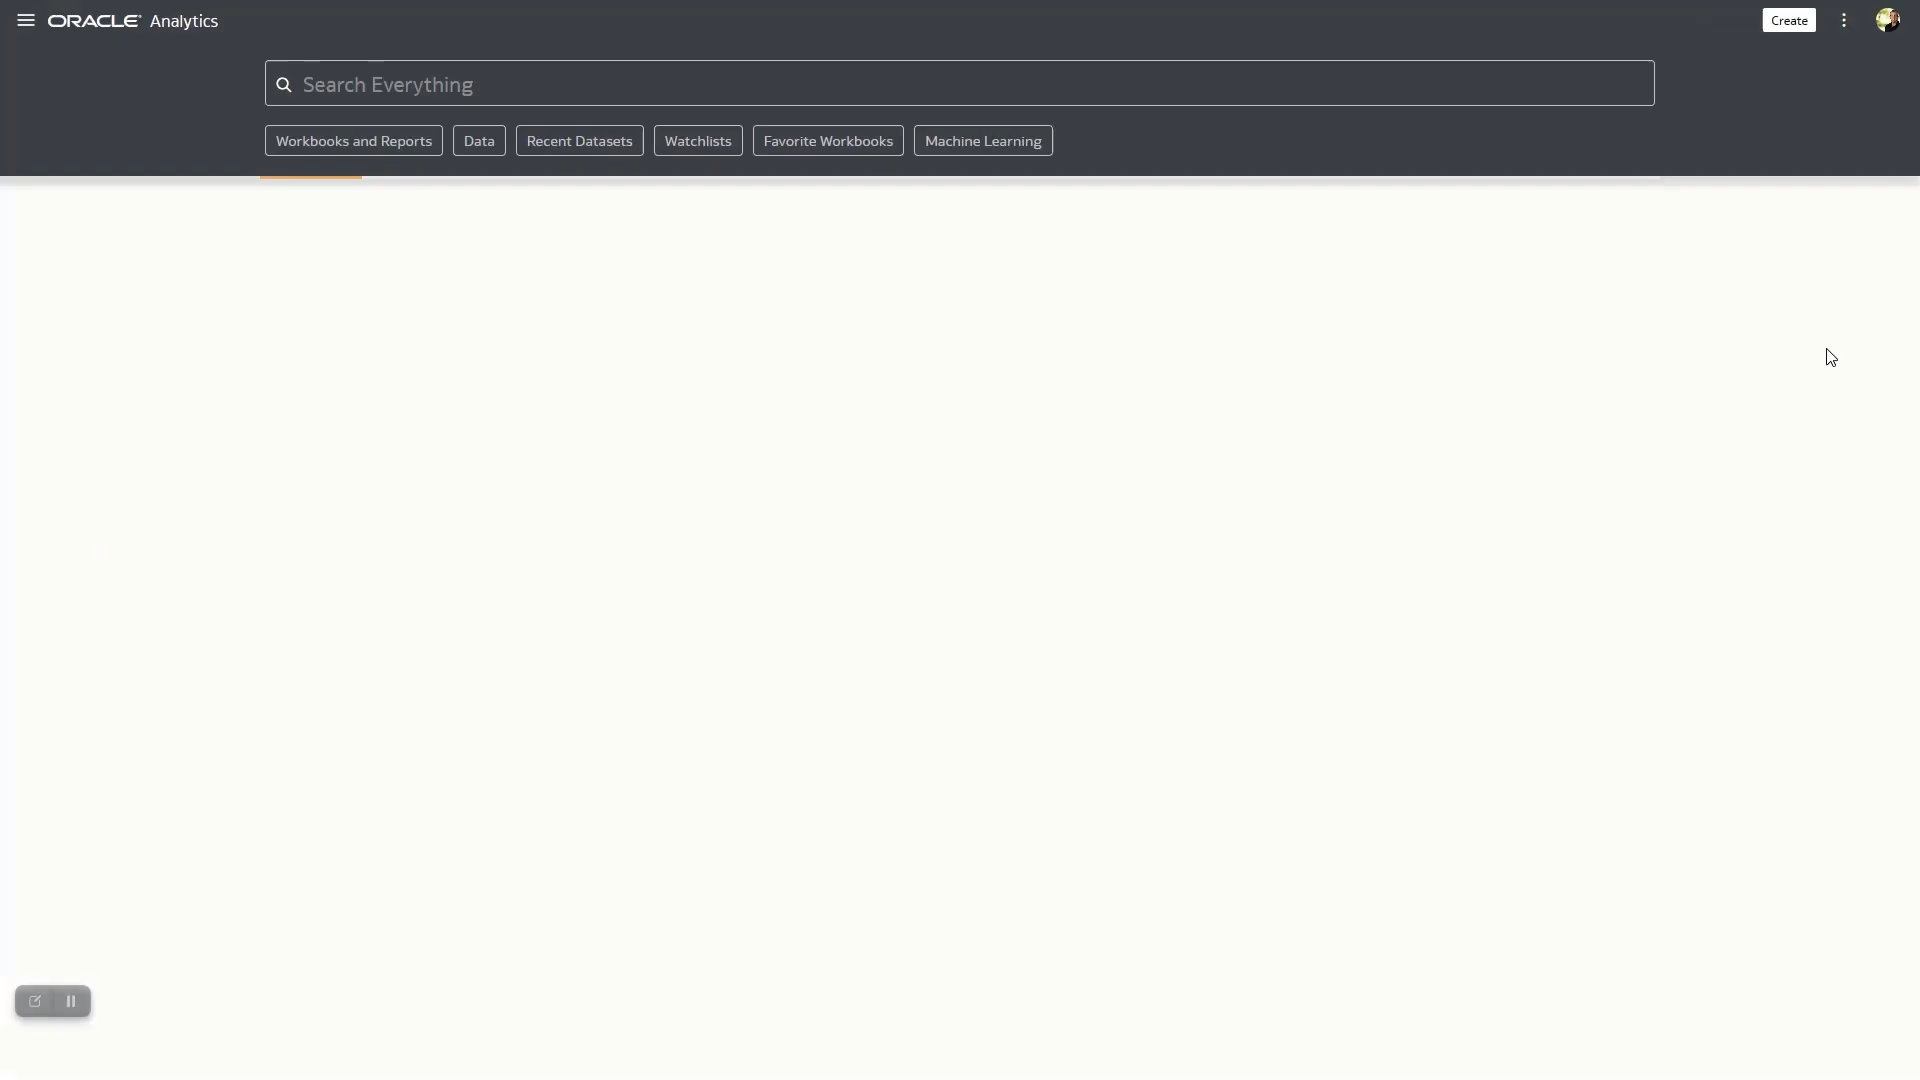 ORACLE Analytics
Create
Search Everything
Workbooks and Reports
Data
Recent Datasets
Watchlists
Favorite Workbooks
Machine Learning